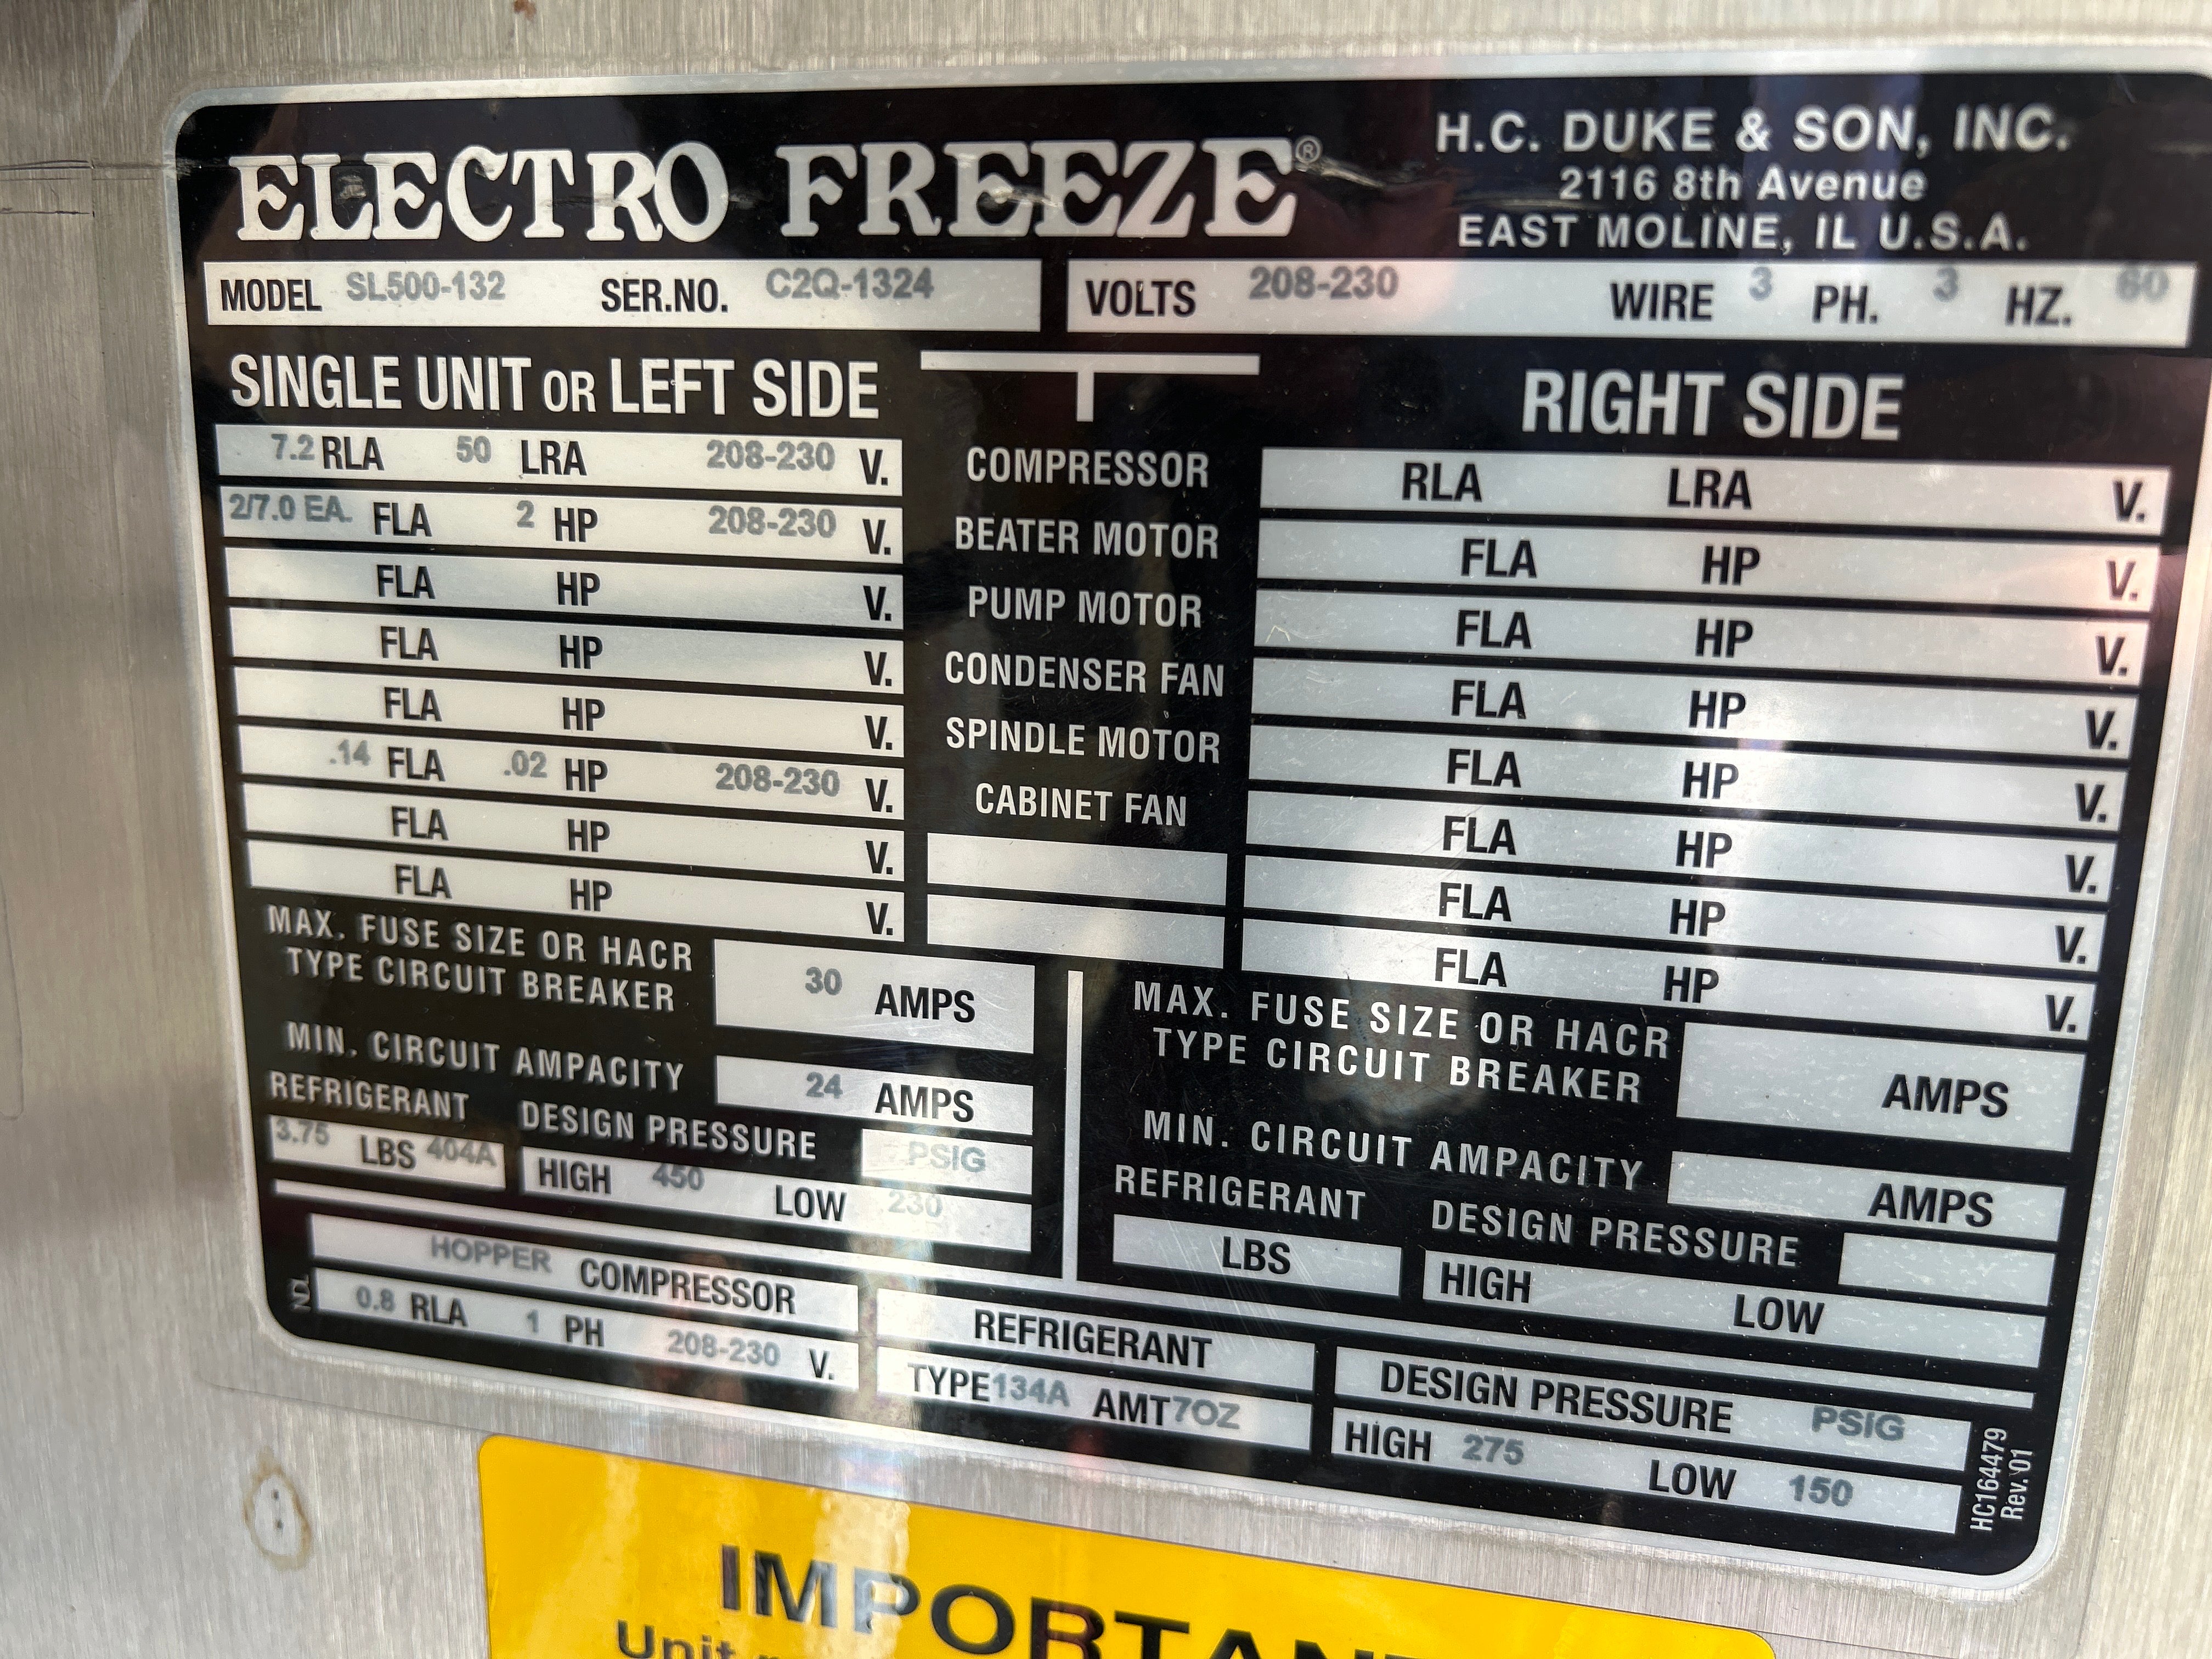 ELECTRO FREEZE®
H.C. DUKE & SON, INC.
2116 8th Avenue
EAST MOLINE, IL U.S.A.
MODEL SL500-132 SER.NO. C2Q-1324
VOLTS 208-230 WIRE 3 PH. 3 HZ. 60
SINGLE UNIT OR LEFT SIDE
RIGHT SIDE
7.2 RLA 50 LRA 208-230 V. COMPRESSOR RLA LRA V.
2/7.0 EA. FLA 2 HP 208-230 V. BEATER MOTOR FLA HP V.
FLA HP V. PUMP MOTOR FLA HP V.
FLA HP V. CONDENSER FAN FLA HP V.
FLA HP V. SPINDLE MOTOR FLA HP V.
.14 FLA .02 HP 208-230 V. CABINET FAN FLA HP V.
FLA HP V. FLA HP V.
FLA HP V. FLA HP V.
MAX. FUSE SIZE OR HACR
TYPE CIRCUIT BREAKER
30 AMPS
MIN. CIRCUIT AMPACITY
24 AMPS
REFRIGERANT
3.75 LBS 404A
DESIGN PRESSURE PSIG
HIGH 450 LOW 230
MAX. FUSE SIZE OR HACR
TYPE CIRCUIT BREAKER
AMPS
MIN. CIRCUIT AMPACITY
AMPS
REFRIGERANT
LBS
DESIGN PRESSURE
HIGH LOW
HOPPER COMPRESSOR
0.8 RLA 1 PH 208-230 V.
REFRIGERANT
TYPE 134A AMT 7OZ
DESIGN PRESSURE PSIG
HIGH 275 LOW 150
HC164479
Rev. '01
IMPORTANT
Unit